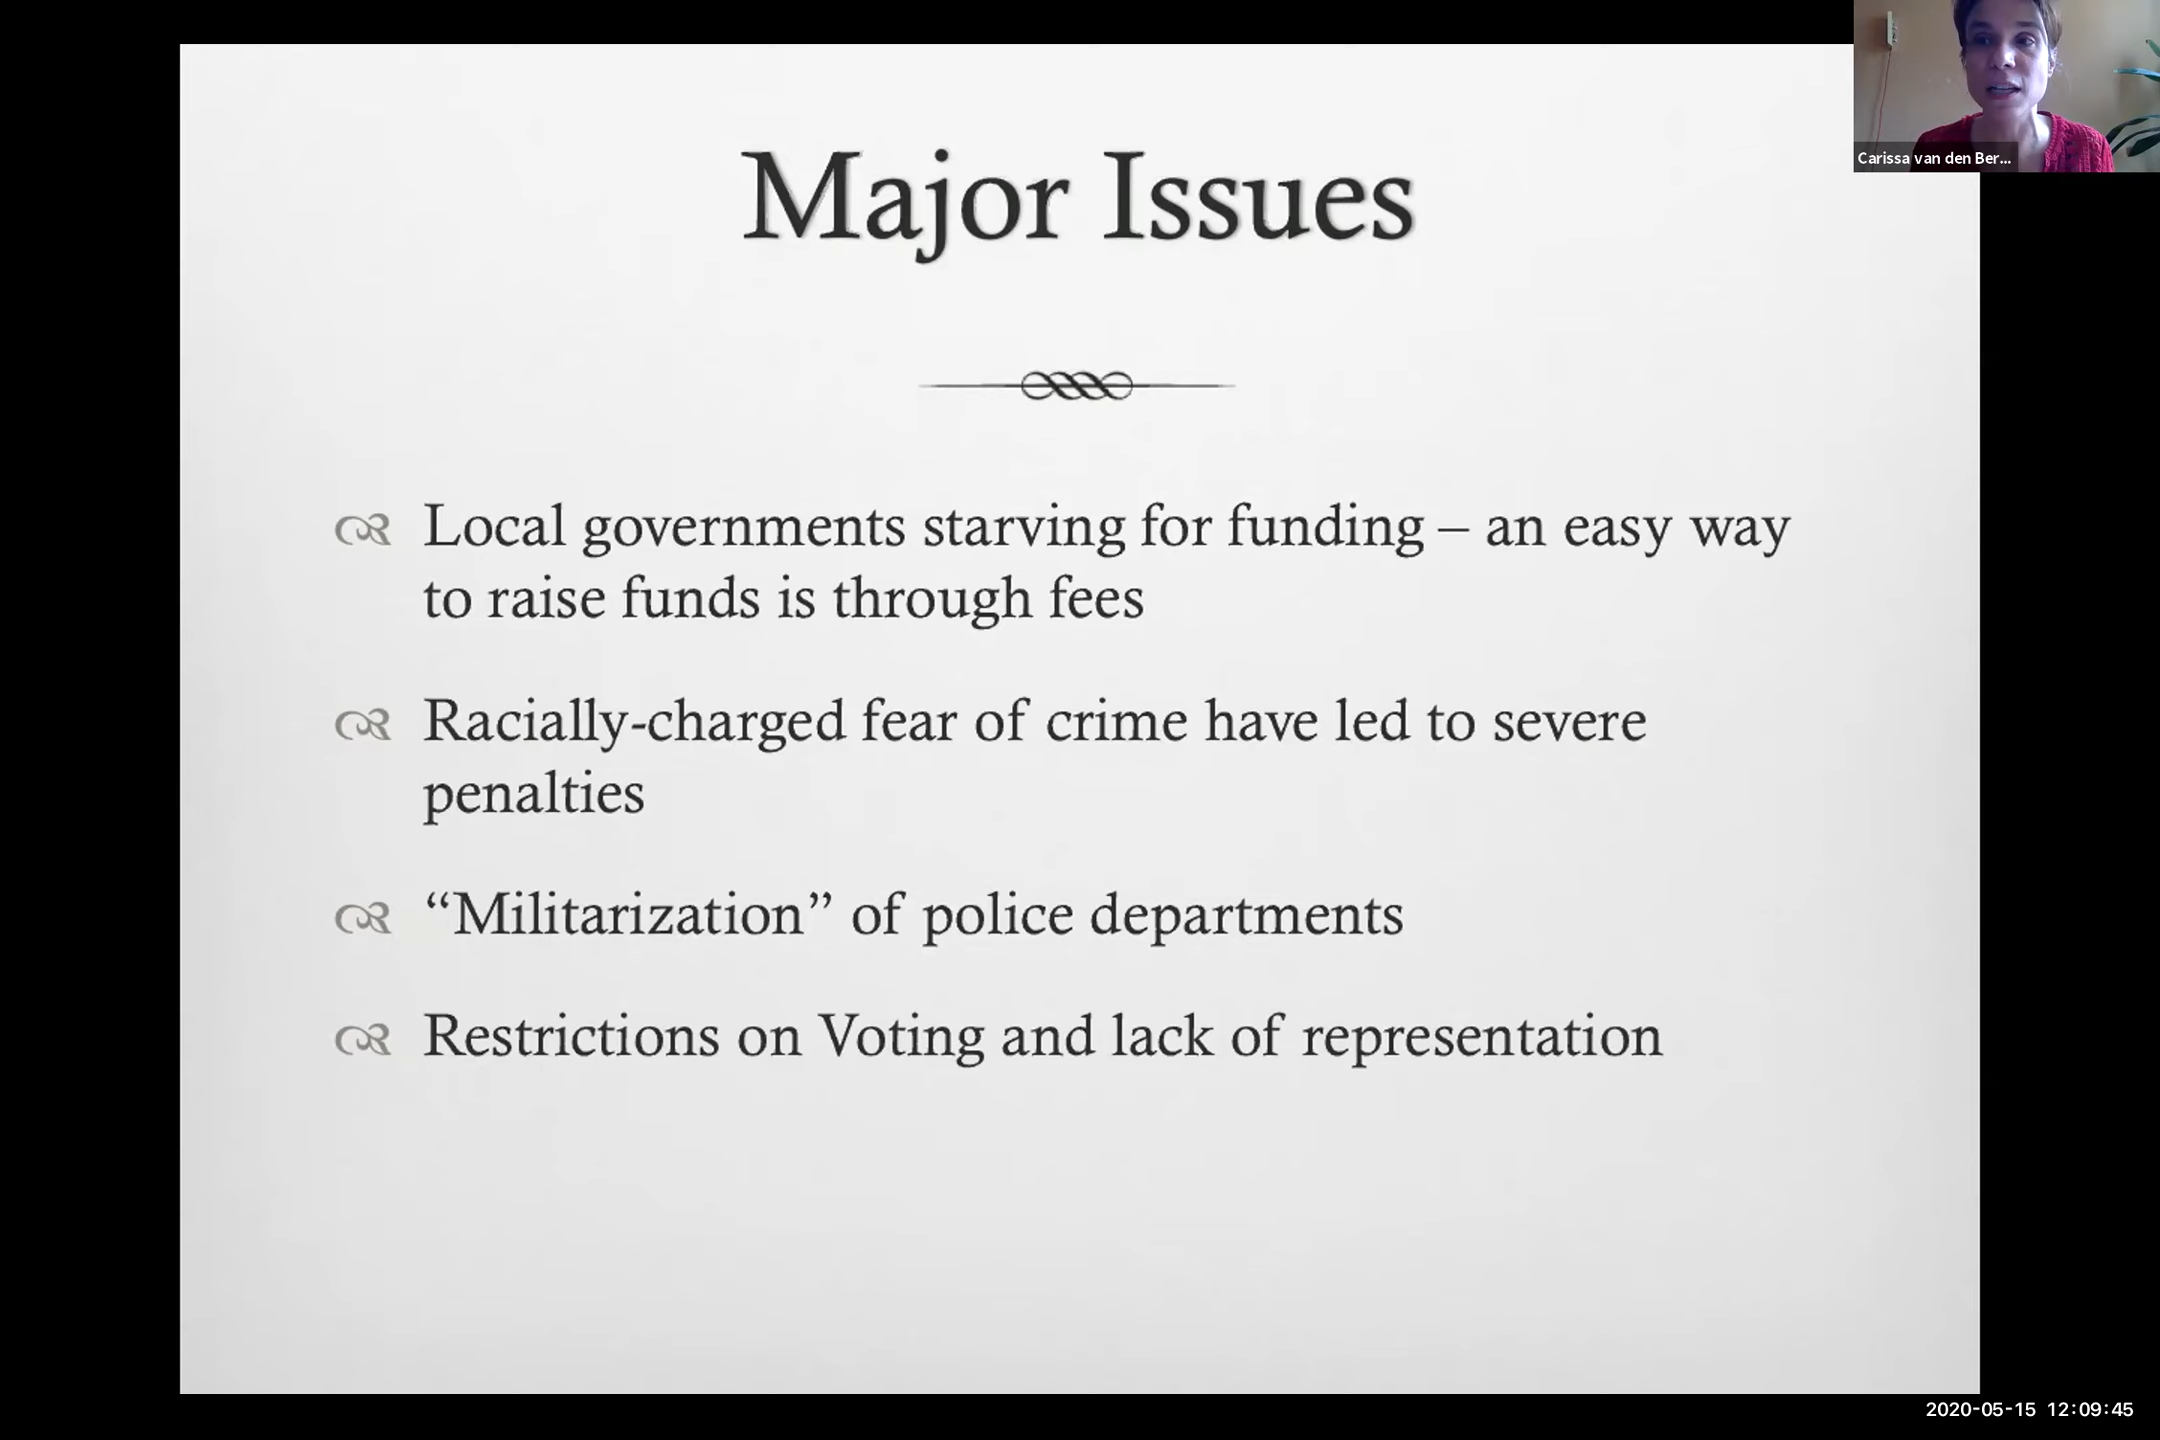 Major Issues
Carissa van den Ber...
Local governments starving for funding – an easy way
to raise funds is through fees
Racially-charged fear of crime have led to severe
penalties
“Militarization” of police departments
Restrictions on Voting and lack of representation
2020-05-15 12:09:45